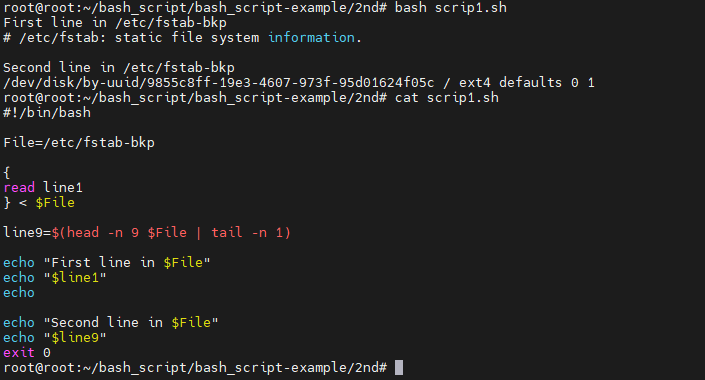 root@root:~/bash_script/bash_script-example/2nd# bash scrip1.sh
First line in /etc/fstab-bkp
# /etc/fstab: static file system information.

Second line in /etc/fstab-bkp
/dev/disk/by-uuid/9855c8ff-19e3-4607-973f-95d01624f05c / ext4 defaults 0 1
root@root:~/bash_script/bash_script-example/2nd# cat scrip1.sh
#!/bin/bash

File=/etc/fstab-bkp

{
read line1
} < $File

line9=$(head -n 9 $File | tail -n 1)

echo "First line in $File"
echo "$line1"
echo

echo "Second line in $File"
echo "$line9"
exit 0
root@root:~/bash_script/bash_script-example/2nd#